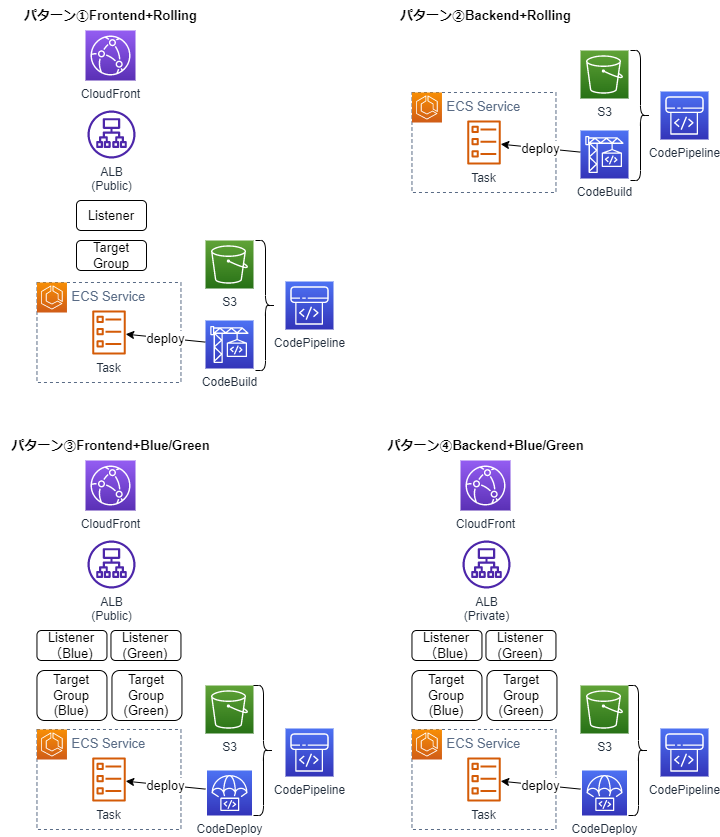 パターン①Frontend+Rolling
CloudFront
ALB
(Public)
Listener
Target
Group
ECS Service
Task
deploy
S3
CodeBuild
CodePipeline
パターン②Backend+Rolling
ECS Service
Task
deploy
S3
CodeBuild
CodePipeline
パターン③Frontend+Blue/Green
CloudFront
ALB
(Public)
Listener
（Blue)
Listener
(Green)
Target
Group
(Blue)
Target
Group
(Green)
ECS Service
Task
deploy
S3
CodeDeploy
CodePipeline
パターン④Backend+Blue/Green
CloudFront
ALB
(Private)
Listener
（Blue)
Listener
(Green)
Target
Group
(Blue)
Target
Group
(Green)
ECS Service
Task
deploy
S3
CodeDeploy
CodePipeline